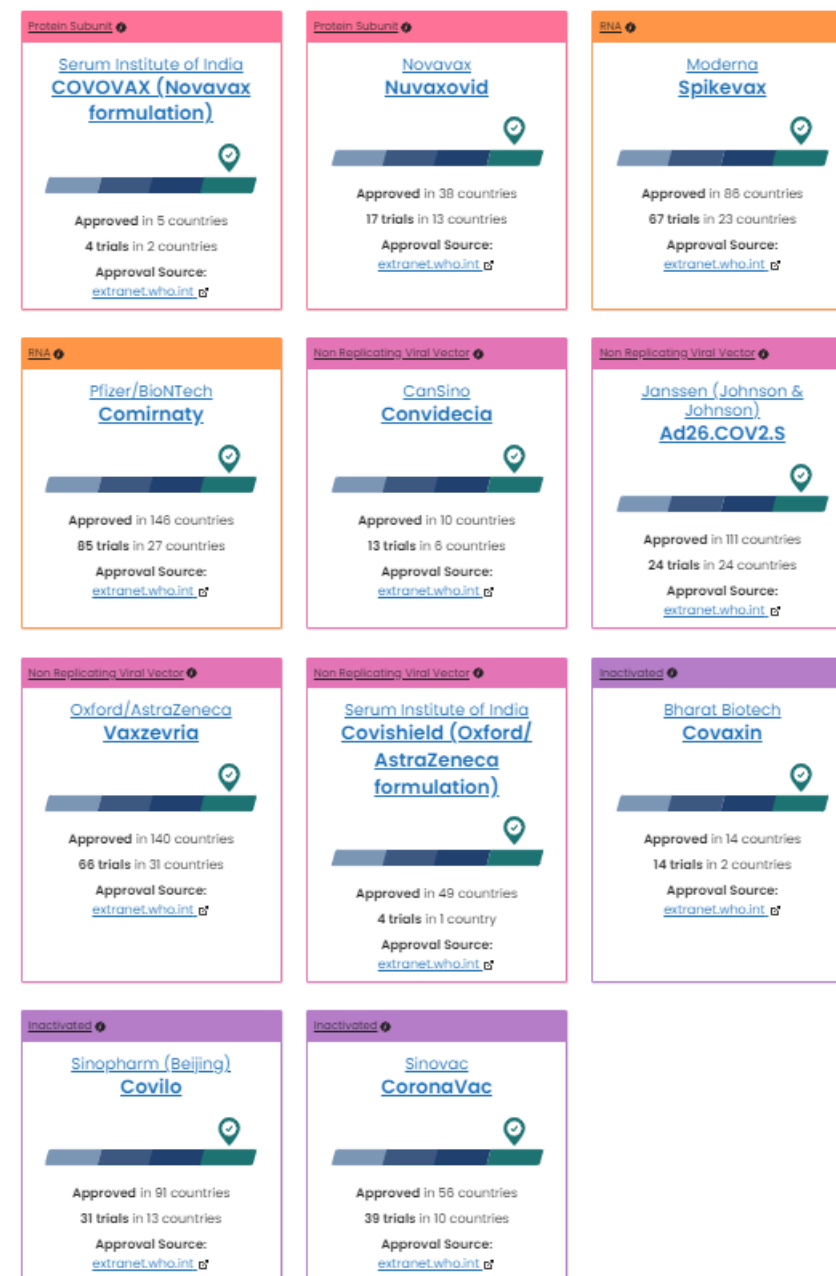 Protein Subunit
Serum Institute of India
COVOVAX (Novavax
formulation)
Approved in 5 countries
4 trials in 2 countries
Approval Source:
extranet.who.int
Protein Subunit
Novavax
Nuvaxovid
Approved in 38 countries
17 trials in 13 countries
Approval Source:
extranet.who.int
RNA
Moderna
Spikevax
Approved in 86 countries
67 trials in 23 countries
Approval Source:
extranet.who.int
RNA
Pfizer/BioNTech
Comirnaty
Approved in 146 countries
85 trials in 27 countries
Approval Source:
extranet.who.int
Non Replicating Viral Vector
CanSino
Convidecia
Approved in 10 countries
13 trials in 6 countries
Approval Source:
extranet.who.int
Non Replicating Viral Vector
Janssen (Johnson &
Johnson)
Ad26.COV2.S
Approved in 111 countries
24 trials in 24 countries
Approval Source:
extranet.who.int
Non Replicating Viral Vector
Oxford/AstraZeneca
Vaxzevria
Approved in 140 countries
66 trials in 31 countries
Approval Source:
extranet.who.int
Non Replicating Viral Vector
Serum Institute of India
Covishield (Oxford/
AstraZeneca
formulation)
Approved in 49 countries
4 trials in 1 country
Approval Source:
extranet.who.int
Inactivated
Bharat Biotech
Covaxin
Approved in 14 countries
14 trials in 2 countries
Approval Source:
extranet.who.int
Inactivated
Sinopharm (Beijing)
Covilo
Approved in 91 countries
31 trials in 13 countries
Approval Source:
extranet.who.int
Inactivated
Sinovac
CoronaVac
Approved in 56 countries
39 trials in 10 countries
Approval Source:
extranet.who.int